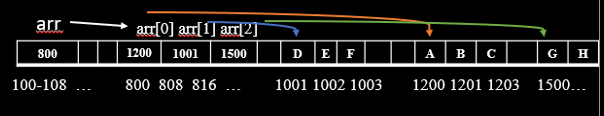 arr
arr[0] arr[1] arr[2]
800 1200 1001 1500 D E F A B C G H
100-108 ... 800 808 816 ... 1001 1002 1003 1200 1201 1203 1500...